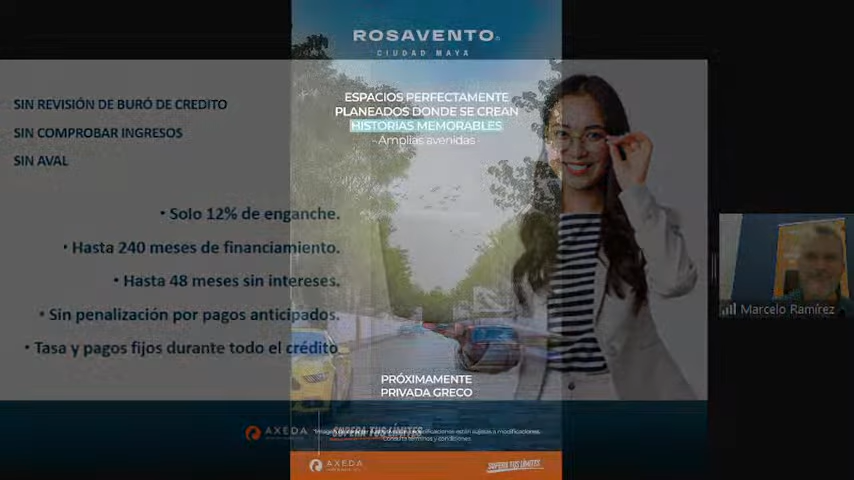 ROSAVENTO
CIUDAD MAYA
SIN REVISIÓN DE BURÓ DE CREDITO
SIN COMPROBAR INGRESOS
SIN AVAL
• Solo 12% de enganche.
• Hasta 240 meses de financiamiento.
• Hasta 48 meses sin intereses.
• Sin penalización por pagos anticipados.
• Tasa y pagos fijos durante todo el crédito
ESPACIOS PERFECTAMENTE
PLANEADOS DONDE SE CREAN
HISTORIAS MEMORABLES
- Amplias avenidas -
PRÓXIMAMENTE
PRIVADA GRECO
Marcelo Ramírez
AXEDA
SUPERA TUS LÍMITES
AXEDA
SUPERA TUS LÍMITES